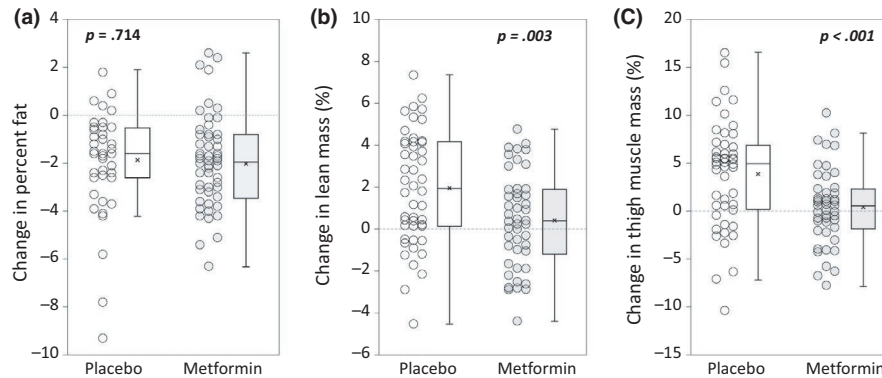 (a)
p = .714
Change in percent fat
4
2
0
−2
−4
−6
−8
−10
Placebo
Metformin
(b)
p = .003
Change in lean mass (%)
10
8
6
4
2
0
−2
−4
−6
Placebo
Metformin
(C)
p < .001
Change in thigh muscle mass (%)
20
15
10
5
0
−5
−10
−15
Placebo
Metformin